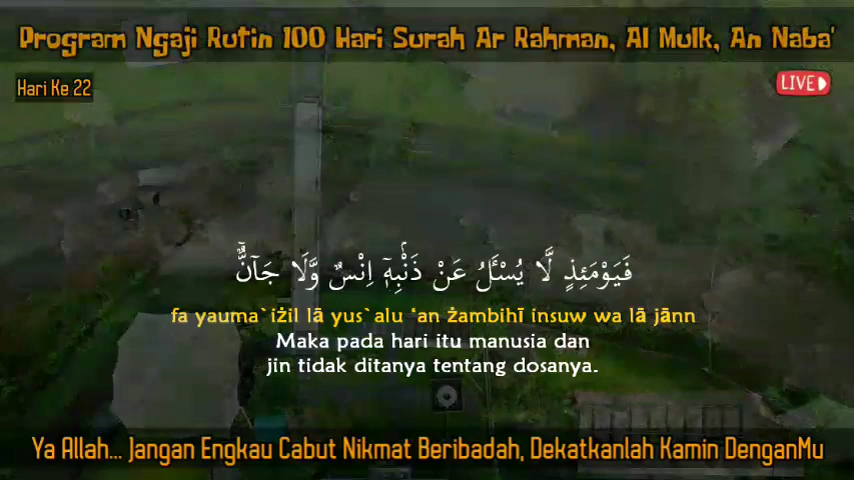 Program Ngaji Rutin 100 Hari Surah Ar Rahman, Al Mulk, An Naba'
Hari Ke 22
LIVE
فَيَوْمَئِذٍ لَّا يُسْـَٔلُ عَنْ ذَنْۢبِهٖٓ اِنْسٌ وَّلَا جَاۤنٌّۚ
fa yauma`iżil lā yus`alu ‘an żambihī insuw wa lā jānn
Maka pada hari itu manusia dan
jin tidak ditanya tentang dosanya.
Ya Allah... Jangan Engkau Cabut Nikmat Beribadah, Dekatkanlah Kamin DenganMu